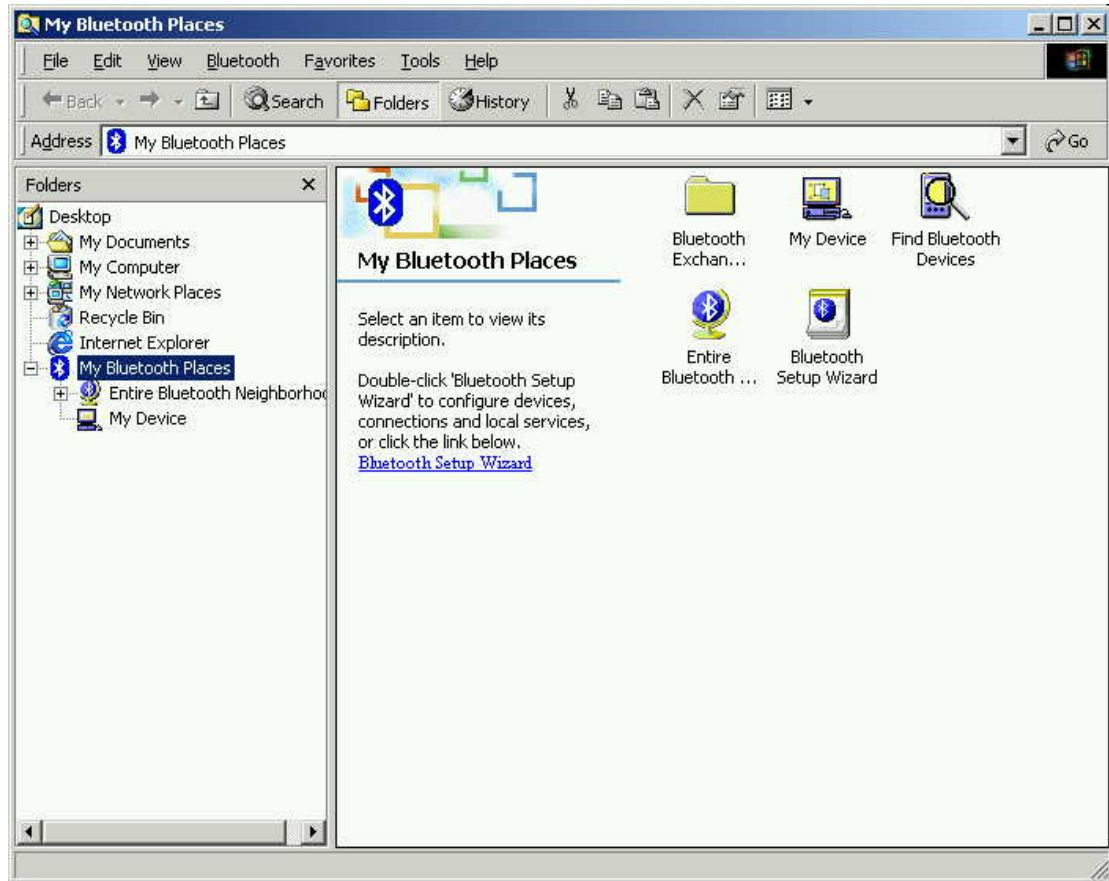 My Bluetooth Places
File Edit View Bluetooth Favorites Tools Help
Back Search Folders History
Address My Bluetooth Places Go
Folders
Desktop
My Documents
My Computer
My Network Places
Recycle Bin
Internet Explorer
My Bluetooth Places
Entire Bluetooth Neighborhoo
My Device
My Bluetooth Places
Select an item to view its
description.
Double-click 'Bluetooth Setup
Wizard' to configure devices,
connections and local services,
or click the link below.
Bluetooth Setup Wizard
Bluetooth
Exchan...
My Device
Find Bluetooth
Devices
Entire
Bluetooth ...
Bluetooth
Setup Wizard